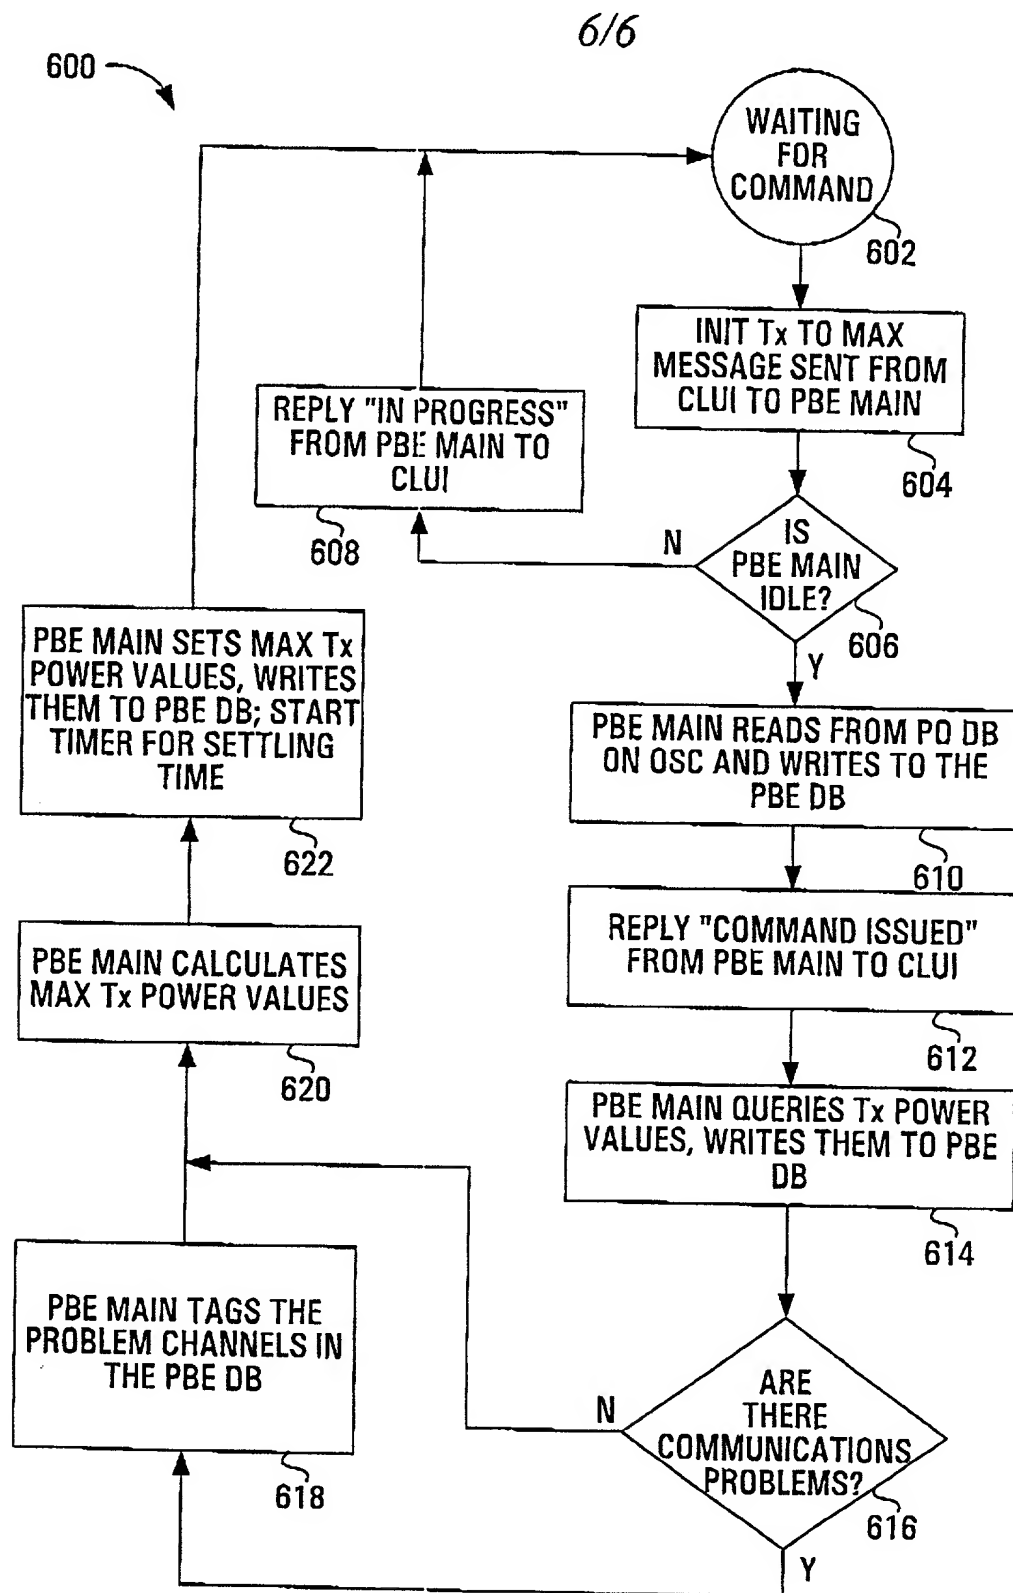 6/6
600
WAITING
FOR
COMMAND
602
INIT Tx TO MAX
MESSAGE SENT FROM
CLUI TO PBE MAIN
604
REPLY "IN PROGRESS"
FROM PBE MAIN TO
CLUI
608
N
IS
PBE MAIN
IDLE?
606
Y
PBE MAIN READS FROM PO DB
ON OSC AND WRITES TO THE
PBE DB
610
REPLY "COMMAND ISSUED"
FROM PBE MAIN TO CLUI
612
PBE MAIN QUERIES Tx POWER
VALUES, WRITES THEM TO PBE
DB
614
ARE
THERE
COMMUNICATIONS
PROBLEMS?
616
N
Y
PBE MAIN TAGS THE
PROBLEM CHANNELS IN
THE PBE DB
618
PBE MAIN CALCULATES
MAX Tx POWER VALUES
620
PBE MAIN SETS MAX Tx
POWER VALUES, WRITES
THEM TO PBE DB; START
TIMER FOR SETTLING
TIME
622